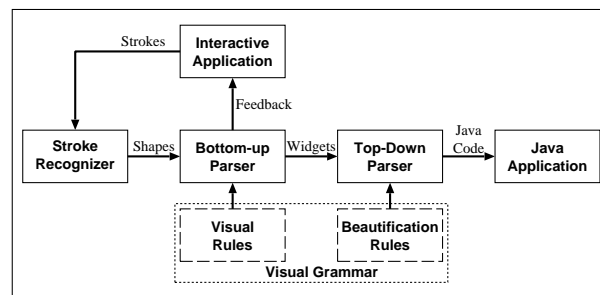 Strokes
Interactive
Application
Feedback
Stroke
Recognizer
Shapes
Bottom-up
Parser
Widgets
Top-Down
Parser
Java
Code
Java
Application
Visual
Rules
Beautification
Rules
Visual Grammar